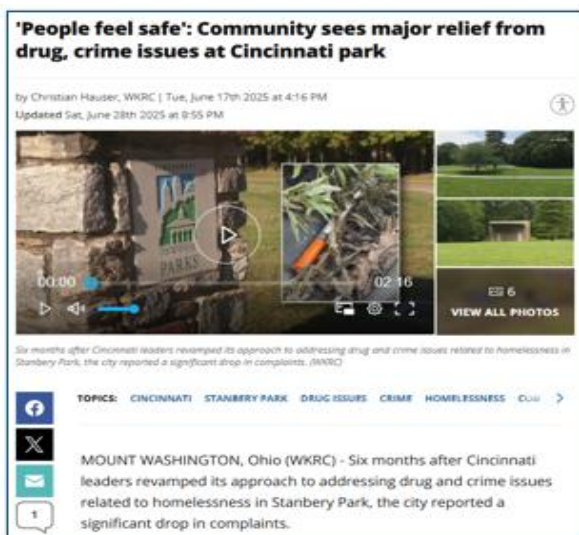 'People feel safe': Community sees major relief from
drug, crime issues at Cincinnati park
by Christian Hauser, WKRC | Tue, June 17th 2025 at 4:16 PM
Updated Sat, June 28th 2025 at 8:55 PM
PARKS
00:00
02:16
6
VIEW ALL PHOTOS
Six months after Cincinnati leaders revamped its approach to addressing drug and crime issues related to homelessness in
Stanbery Park, the city reported a significant drop in complaints. (WKRC)
TOPICS: CINCINNATI STANBERY PARK DRUG ISSUES CRIME HOMELESSNESS
MOUNT WASHINGTON, Ohio (WKRC) - Six months after Cincinnati
leaders revamped its approach to addressing drug and crime issues
related to homelessness in Stanbery Park, the city reported a
significant drop in complaints.
1